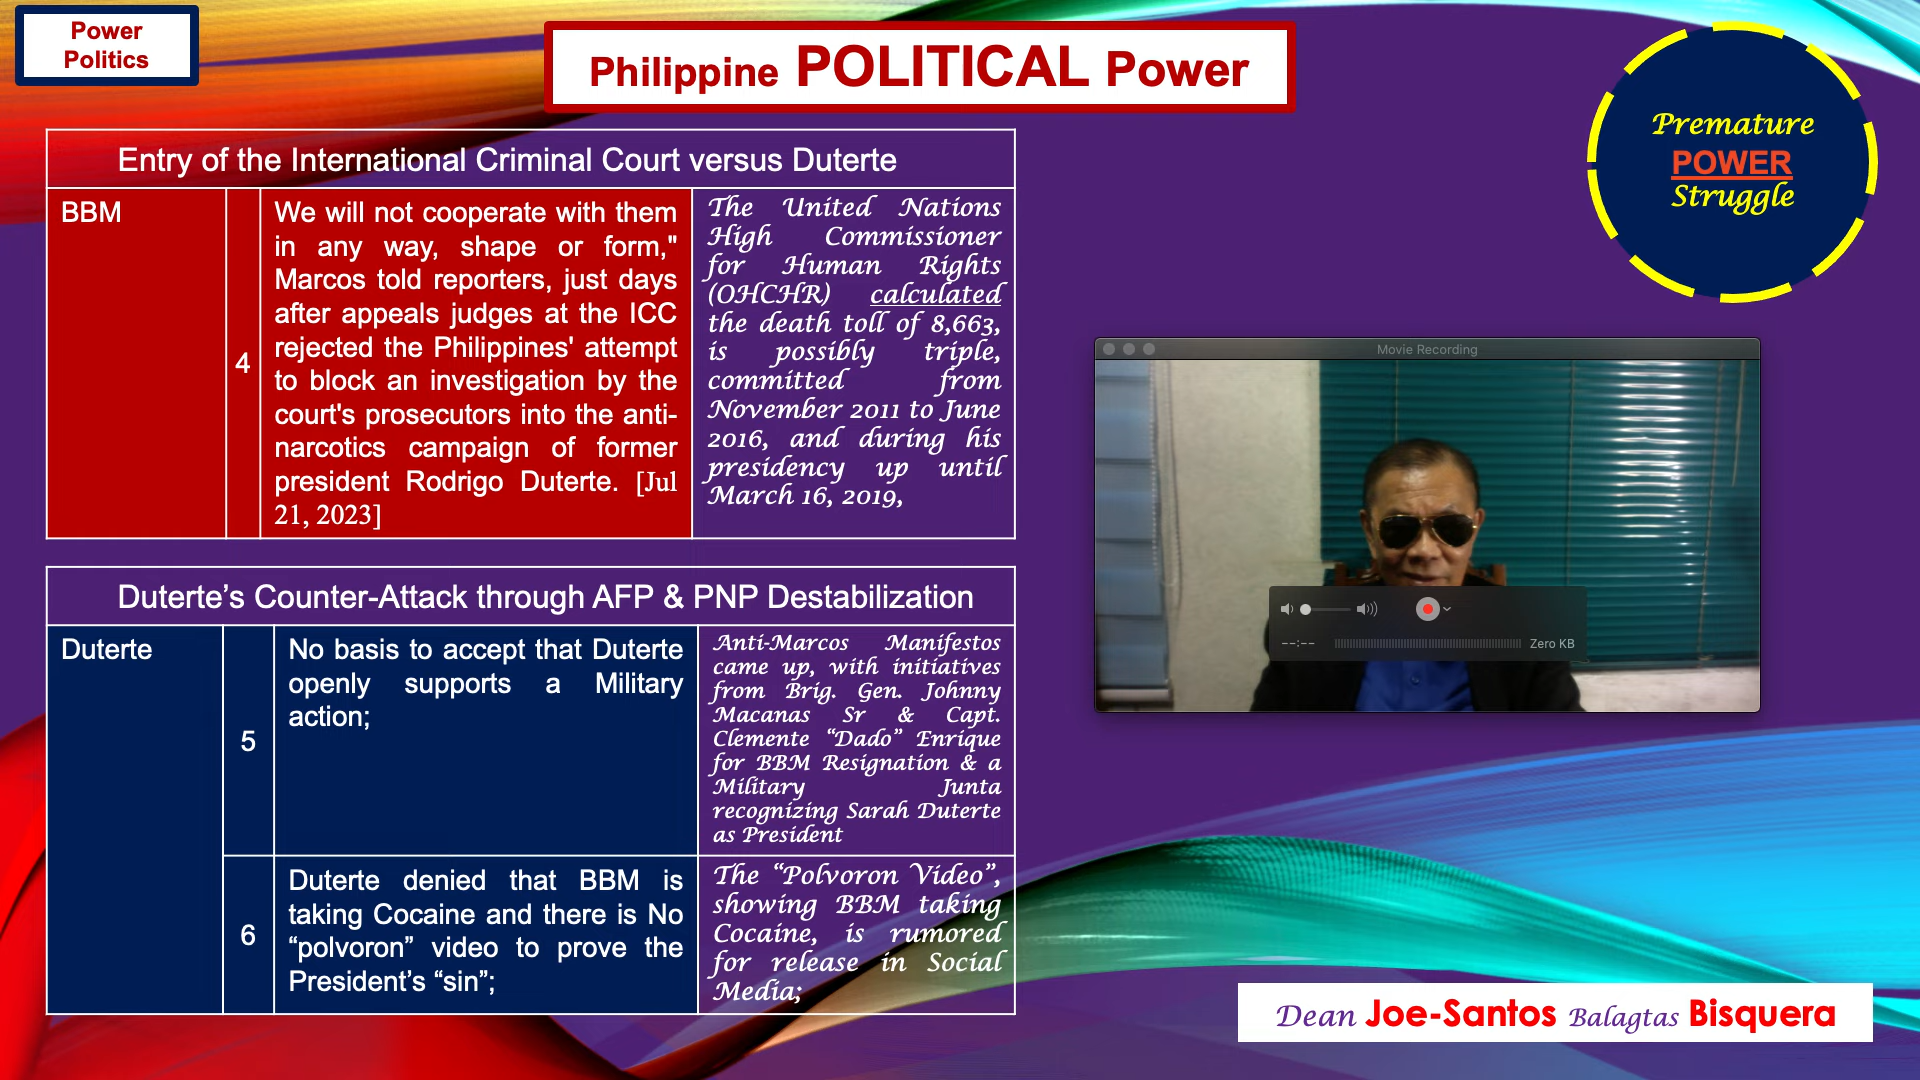 Power
Politics
Philippine POLITICAL Power
Premature
POWER
Struggle
Entry of the International Criminal Court versus Duterte
BBM
4
We will not cooperate with them
in any way, shape or form,"
Marcos told reporters, just days
after appeals judges at the ICC
rejected the Philippines' attempt
to block an investigation by the
court's prosecutors into the anti-
narcotics campaign of former
president Rodrigo Duterte. [Jul
21, 2023]
The United Nations
High Commissioner
for Human Rights
(OHCHR) calculated
the death toll of 8,663,
is possibly triple,
committed from
November 2011 to June
2016, and during his
presidency up until
March 16, 2019,
Movie Recording
--:--
Zero KB
Duterte’s Counter-Attack through AFP & PNP Destabilization
Duterte
5
No basis to accept that Duterte
openly supports a Military
action;
Anti-Marcos Manifestos
came up, with initiatives
from Brig. Gen. Johnny
Macanas Sr & Capt.
Clemente “Dado” Enrique
for BBM Resignation & a
Military Junta
recognizing Sarah Duterte
as President
6
Duterte denied that BBM is
taking Cocaine and there is No
“polvoron” video to prove the
President’s “sin”;
The “Polvoron Video”,
showing BBM taking
Cocaine, is rumored
for release in Social
Media;
Dean Joe-Santos Balagtas Bisquera